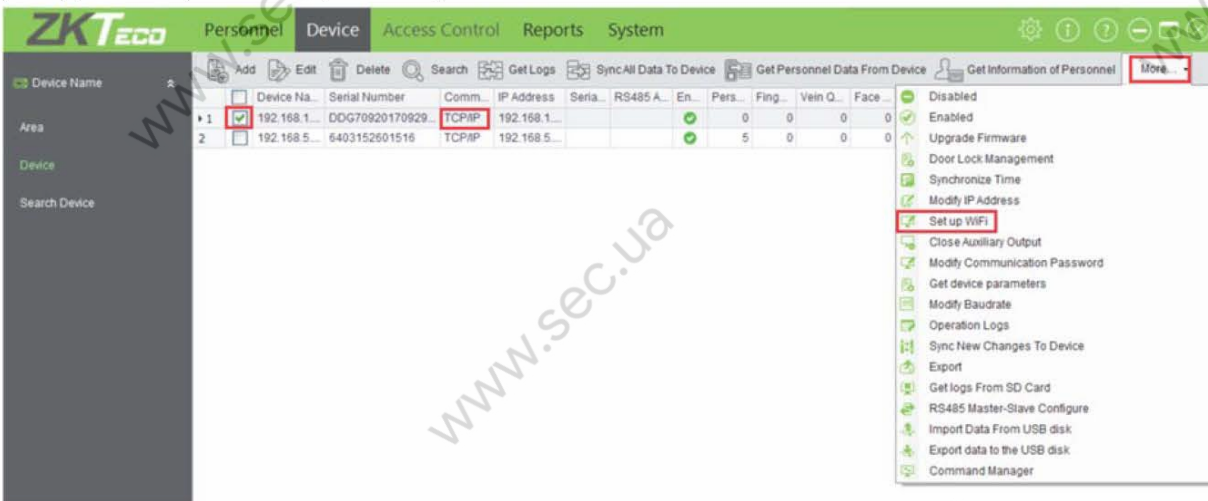 ZKTECO Personnel Device Access Control Reports System
Device Name
Area
Device
Search Device
Add Edit Delete Search Get Logs Sync All Data To Device Get Personnel Data From Device Get Information of Personnel More...
Device Na... Serial Number Comm... IP Address Seria... RS485 A... En... Pers... Fing... Vein Q... Face ...
1 192.168.1... DDG70920170929... TCP/IP 192.168.1... 0 0 0 0
2 192.168.5... 6403152601516 TCP/IP 192.168.5... 5 0 0 0
Disabled
Enabled
Upgrade Firmware
Door Lock Management
Synchronize Time
Modify IP Address
Set up WiFi
Close Auxiliary Output
Modify Communication Password
Get device parameters
Modify Baudrate
Operation Logs
Sync New Changes To Device
Export
Get logs From SD Card
RS485 Master-Slave Configure
Import Data From USB disk
Export data to the USB disk
Command Manager
www.sec.ua